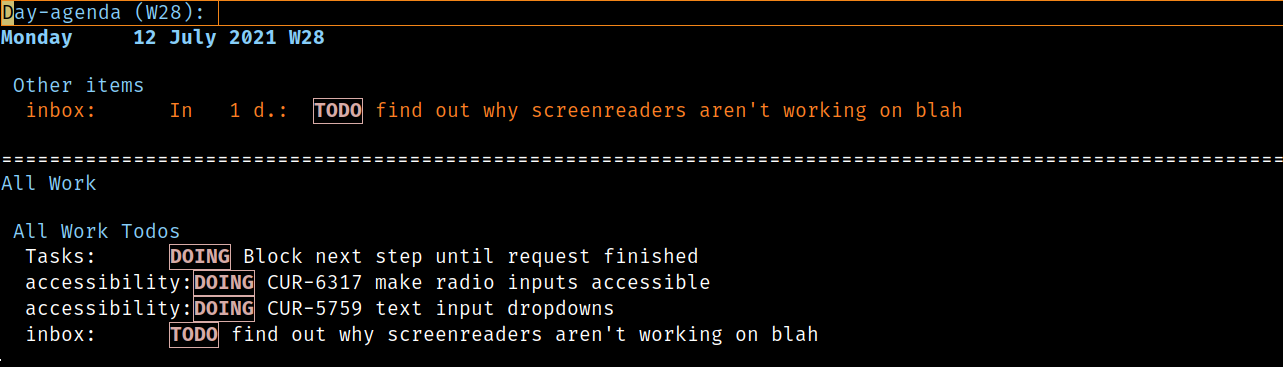 Day-agenda (W28):
Monday     12 July 2021 W28
Other items
inbox:      In   1 d.:  TODO find out why screenreaders aren't working on blah
===========================================================================================================
All Work
All Work Todos
Tasks:      DOING Block next step until request finished
accessibility:DOING CUR-6317 make radio inputs accessible
accessibility:DOING CUR-5759 text input dropdowns
inbox:      TODO find out why screenreaders aren't working on blah